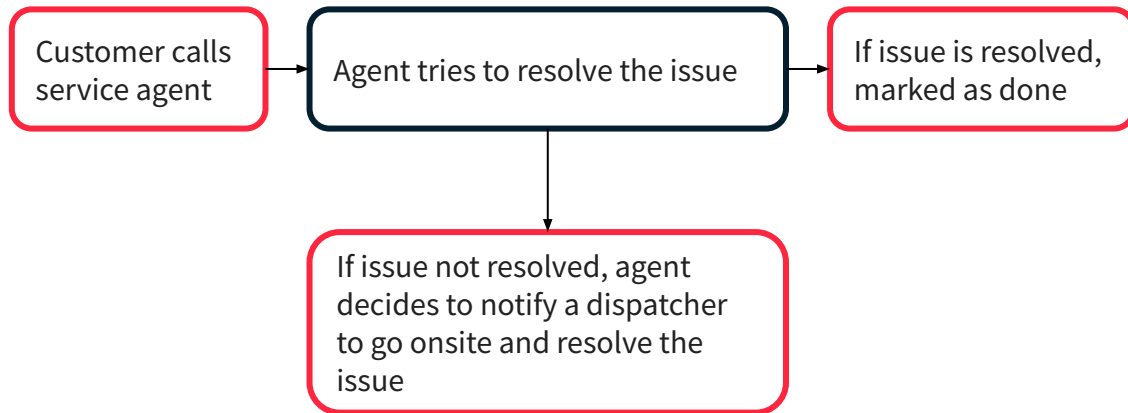 Customer calls
service agent
Agent tries to resolve the issue
If issue is resolved,
marked as done
If issue not resolved, agent
decides to notify a dispatcher
to go onsite and resolve the
issue